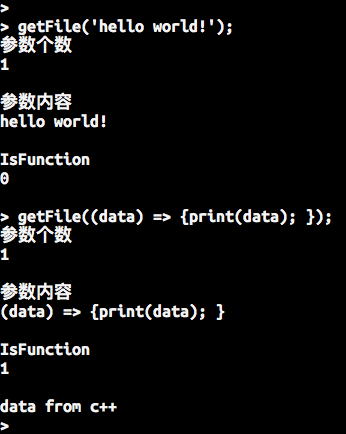 >
> getFile('hello world!');
参数个数
1
参数内容
hello world!
IsFunction
0
> getFile((data) => {print(data); });
参数个数
1
参数内容
(data) => {print(data); }
IsFunction
1
data from c++
>